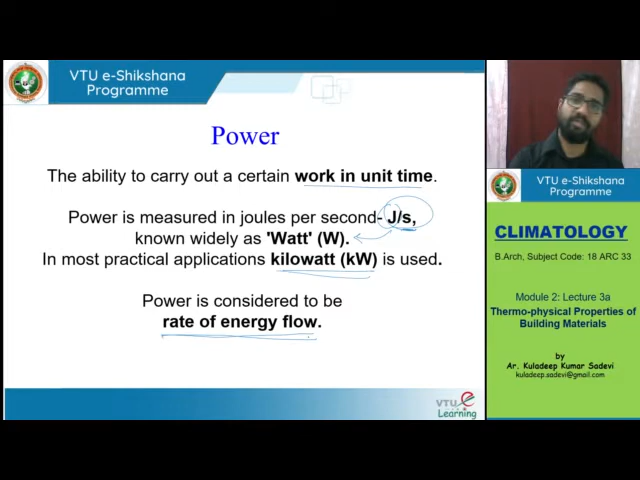 VTU e-Shikshana
Programme
Power
The ability to carry out a certain work in unit time.
Power is measured in joules per second- J/s,
known widely as 'Watt' (W).
In most practical applications kilowatt (kW) is used.
Power is considered to be
rate of energy flow.
VTU e
Learning
VTU e-Shikshana
Programme
CLIMATOLOGY
B.Arch, Subject Code: 18 ARC 33
Module 2: Lecture 3a
Thermo-physical Properties of
Building Materials
by
Ar. Kuladeep Kumar Sadevi
kuladeep.sadevi@gmail.com